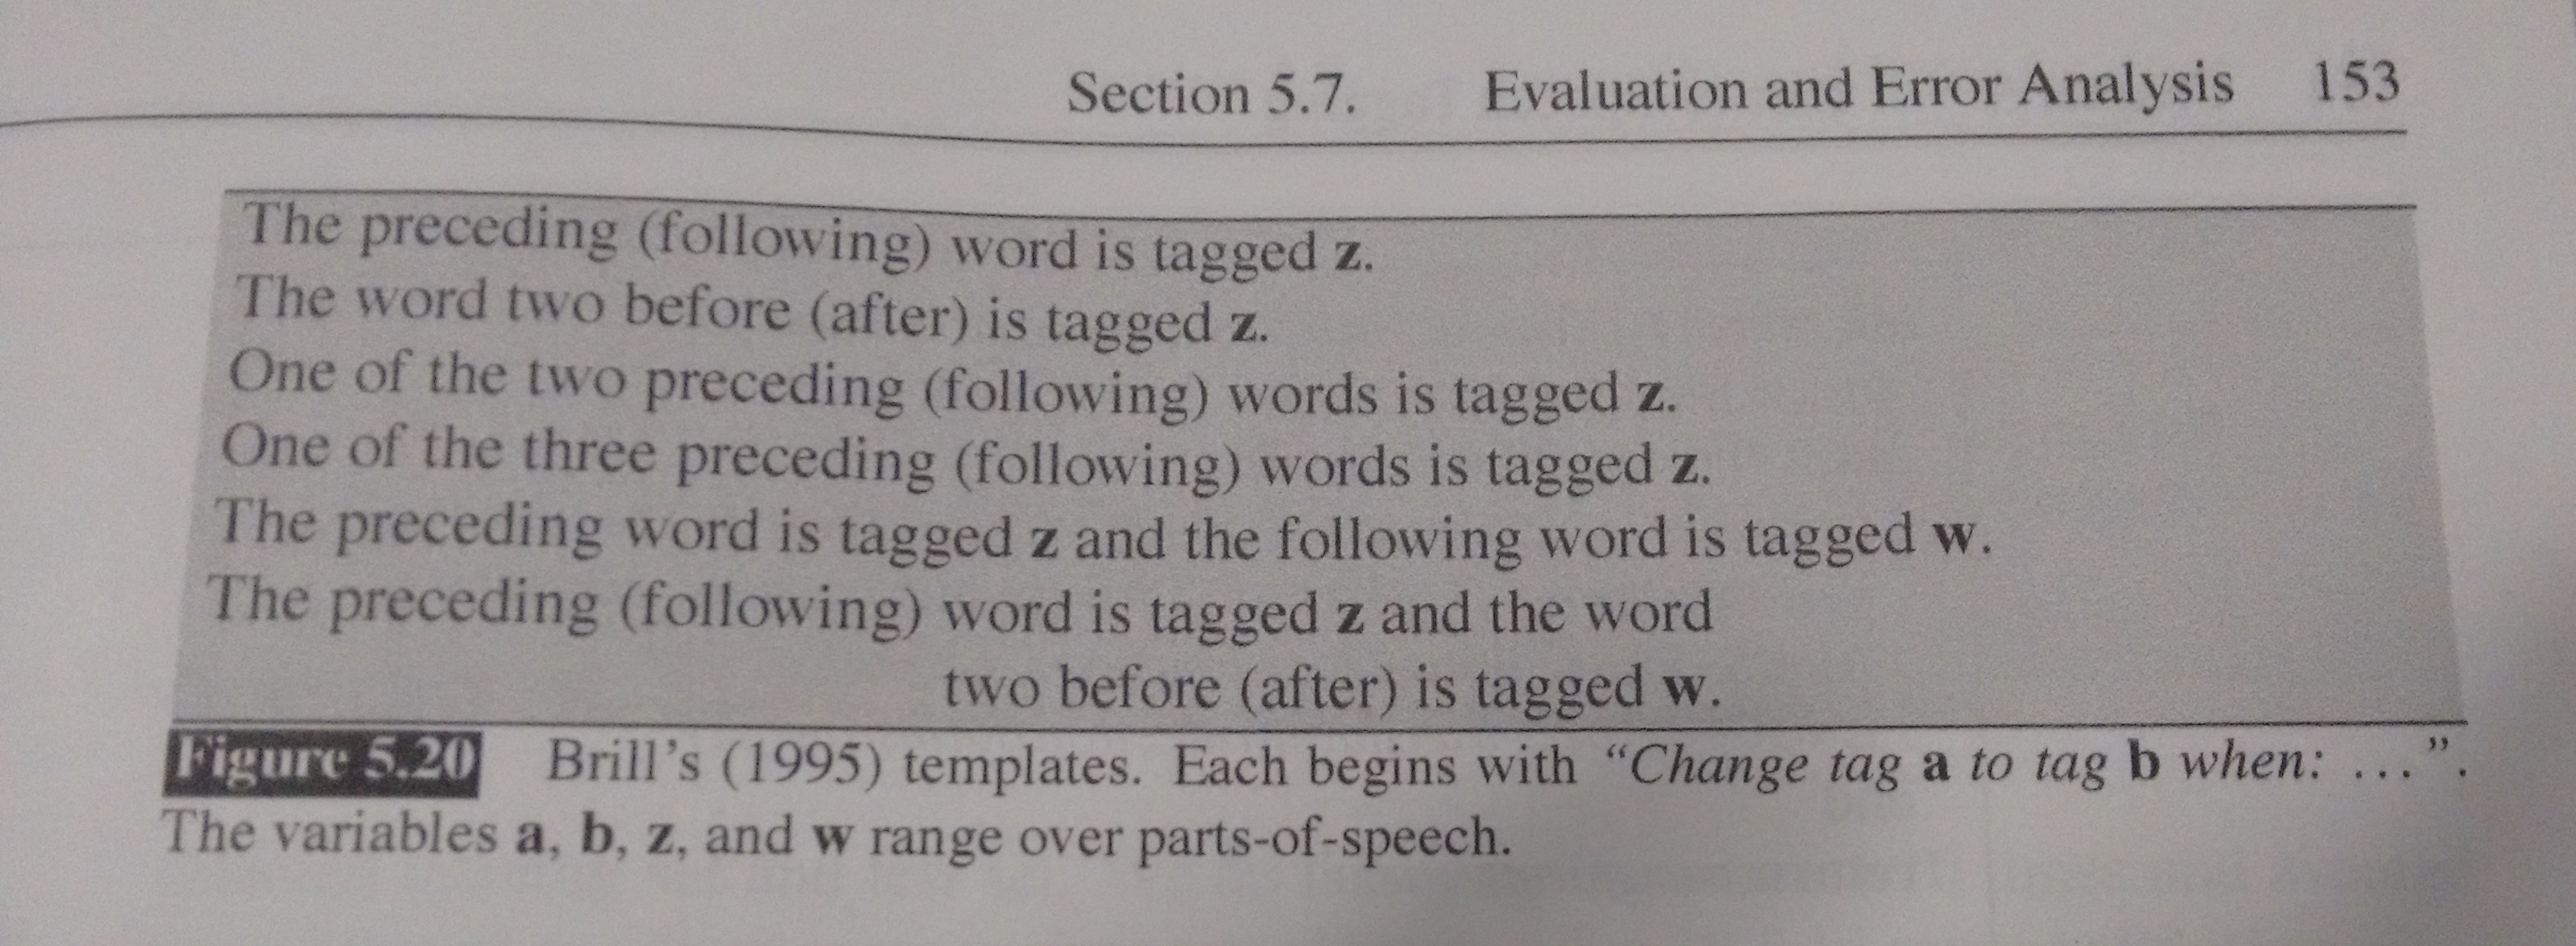 Section 5.7. Evaluation and Error Analysis 153
The preceding (following) word is tagged z.
The word two before (after) is tagged z.
One of the two preceding (following) words is tagged z.
One of the three preceding (following) words is tagged z.
The preceding word is tagged z and the following word is tagged w.
The preceding (following) word is tagged z and the word
two before (after) is tagged w.
Figure 5.20 Brill's (1995) templates. Each begins with “Change tag a to tag b when: ...”.
The variables a, b, z, and w range over parts-of-speech.